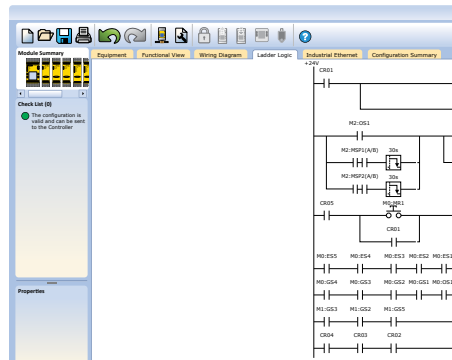 Module Summary
Equipment Functional View Wiring Diagram Ladder Logic Industrial Ethernet Configuration Summary
+24V
CR01
Check List (0)
The configuration is
valid and can be sent
to the Controller
M2:OS1
M2:MSP1(A/B) 30s
M2:MSP2(A/B) 30s
CR05 M0:MR1
CR01
M0:ES5 M0:ES4 M0:ES3 M0:ES2 M0:ES1
M0:GS4 M0:GS3 M0:GS2 M0:GS1 M0:OS1
Properties
M1:GS3 M1:GS2 M1:GS5
CR04 CR03 CR02